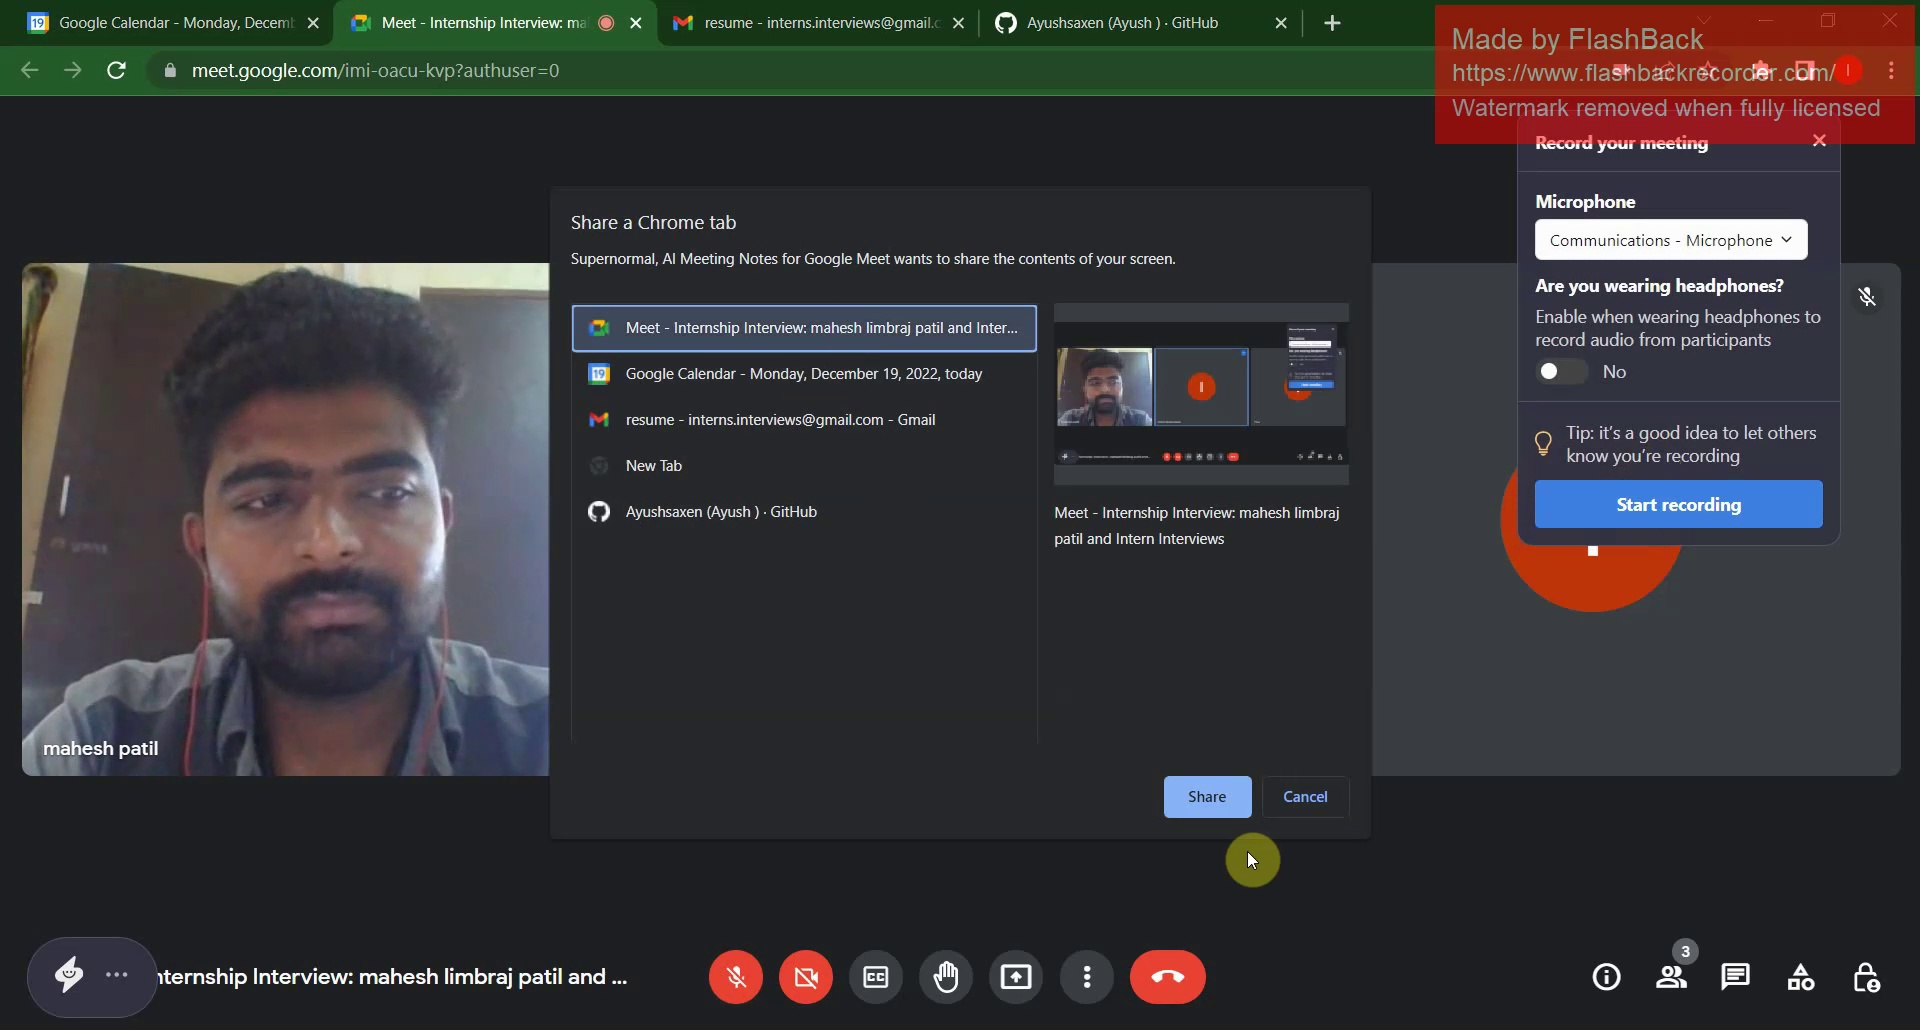 Google Calendar - Monday, Decem
Meet - Internship Interview: ma
resume - interns.interviews@gmail.c
Ayushsaxen (Ayush ) · GitHub
meet.google.com/imi-oacu-kvp?authuser=0
Made by FlashBack
https://www.flashbackrecorder.com/
Watermark removed when fully licensed
Record your meeting
Microphone
Communications - Microphone
Are you wearing headphones?
Enable when wearing headphones to
record audio from participants
No
Tip: it's a good idea to let others
know you're recording
Start recording
Share a Chrome tab
Supernormal, AI Meeting Notes for Google Meet wants to share the contents of your screen.
Meet - Internship Interview: mahesh limbraj patil and Inter...
19 Google Calendar - Monday, December 19, 2022, today
resume - interns.interviews@gmail.com - Gmail
New Tab
Ayushsaxen (Ayush ) · GitHub
Meet - Internship Interview: mahesh limbraj
patil and Intern Interviews
Share
Cancel
mahesh patil
nternship Interview: mahesh limbraj patil and ...
3